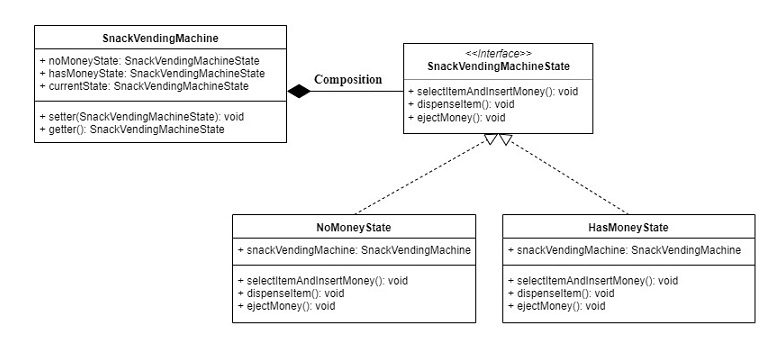 SnackVendingMachine
+ noMoneyState: SnackVendingMachineState
+ hasMoneyState: SnackVendingMachineState
+ currentState: SnackVendingMachineState
+ setter(SnackVendingMachineState): void
+ getter(): SnackVendingMachineState
Composition
<<Interface>>
SnackVendingMachineState
+ selectItemAndInsertMoney(): void
+ dispenseItem(): void
+ ejectMoney(): void
NoMoneyState
+ snackVendingMachine: SnackVendingMachine
+ selectItemAndInsertMoney(): void
+ dispenseItem(): void
+ ejectMoney(): void
HasMoneyState
+ snackVendingMachine: SnackVendingMachine
+ selectItemAndInsertMoney(): void
+ dispenseItem(): void
+ ejectMoney(): void